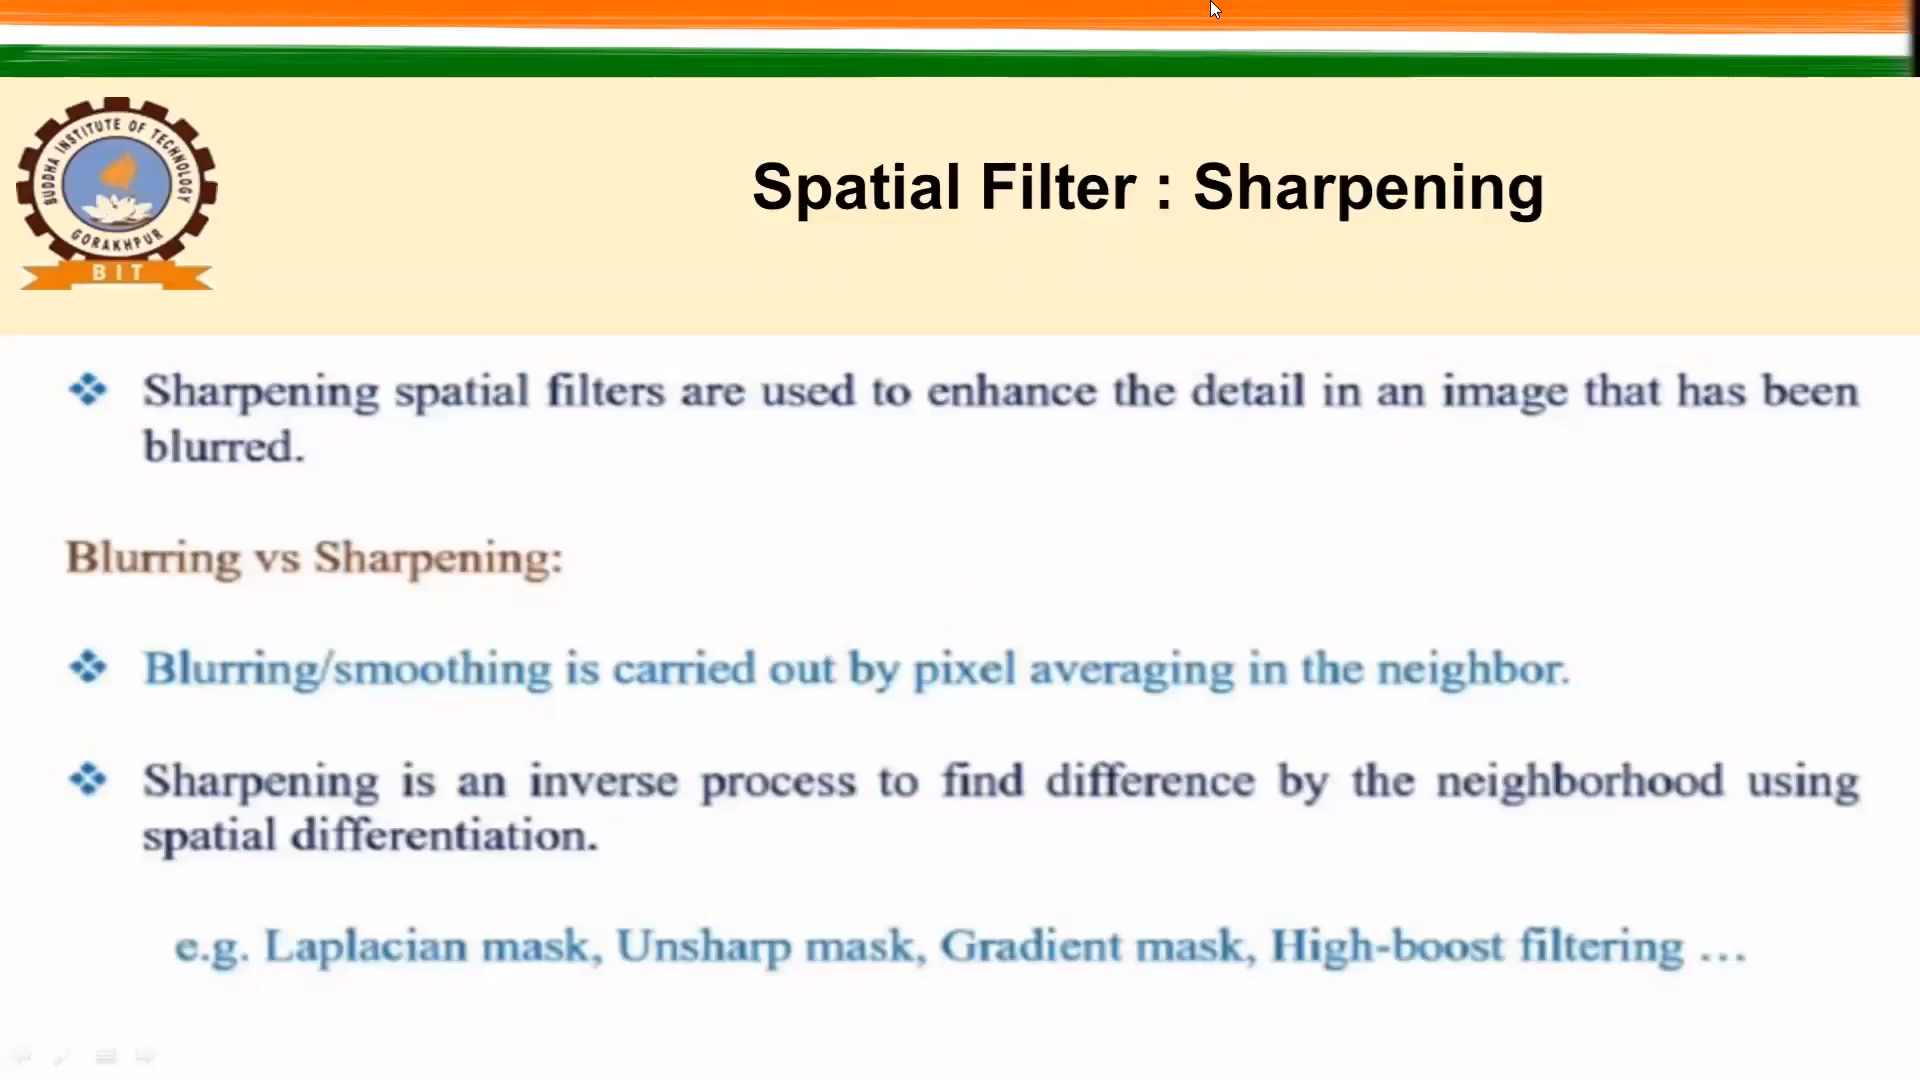 BUDDHA INSTITUTE OF TECHNOLOGY
GORAKHPUR
BIT
Spatial Filter : Sharpening
Sharpening spatial filters are used to enhance the detail in an image that has been
blurred.
Blurring vs Sharpening:
Blurring/smoothing is carried out by pixel averaging in the neighbor.
Sharpening is an inverse process to find difference by the neighborhood using
spatial differentiation.
e.g. Laplacian mask, Unsharp mask, Gradient mask, High-boost filtering …